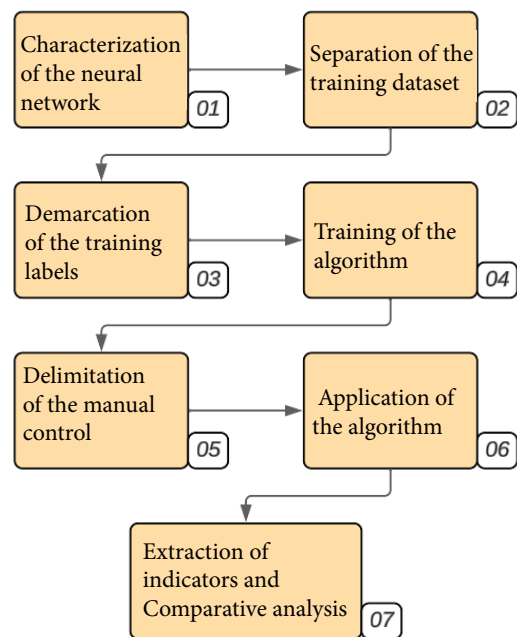 Characterization
of the neural
network
01
Separation of the
training dataset
02
Demarcation
of the training
labels
03
Training of the
algorithm
04
Delimitation
of the manual
control
05
Application of
the algorithm
06
Extraction of
indicators and
Comparative analysis
07